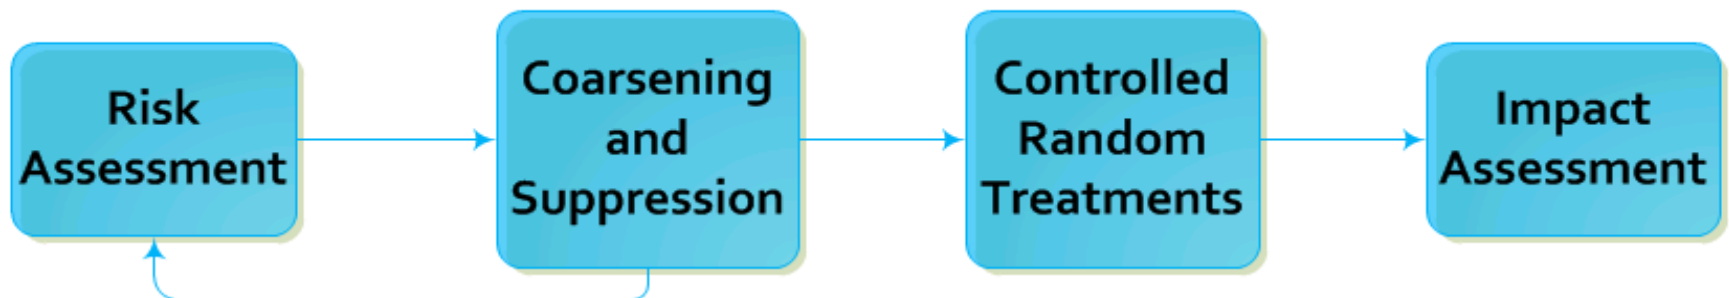 Risk
Assessment
Coarsening
and
Suppression
Controlled
Random
Treatments
Impact
Assessment